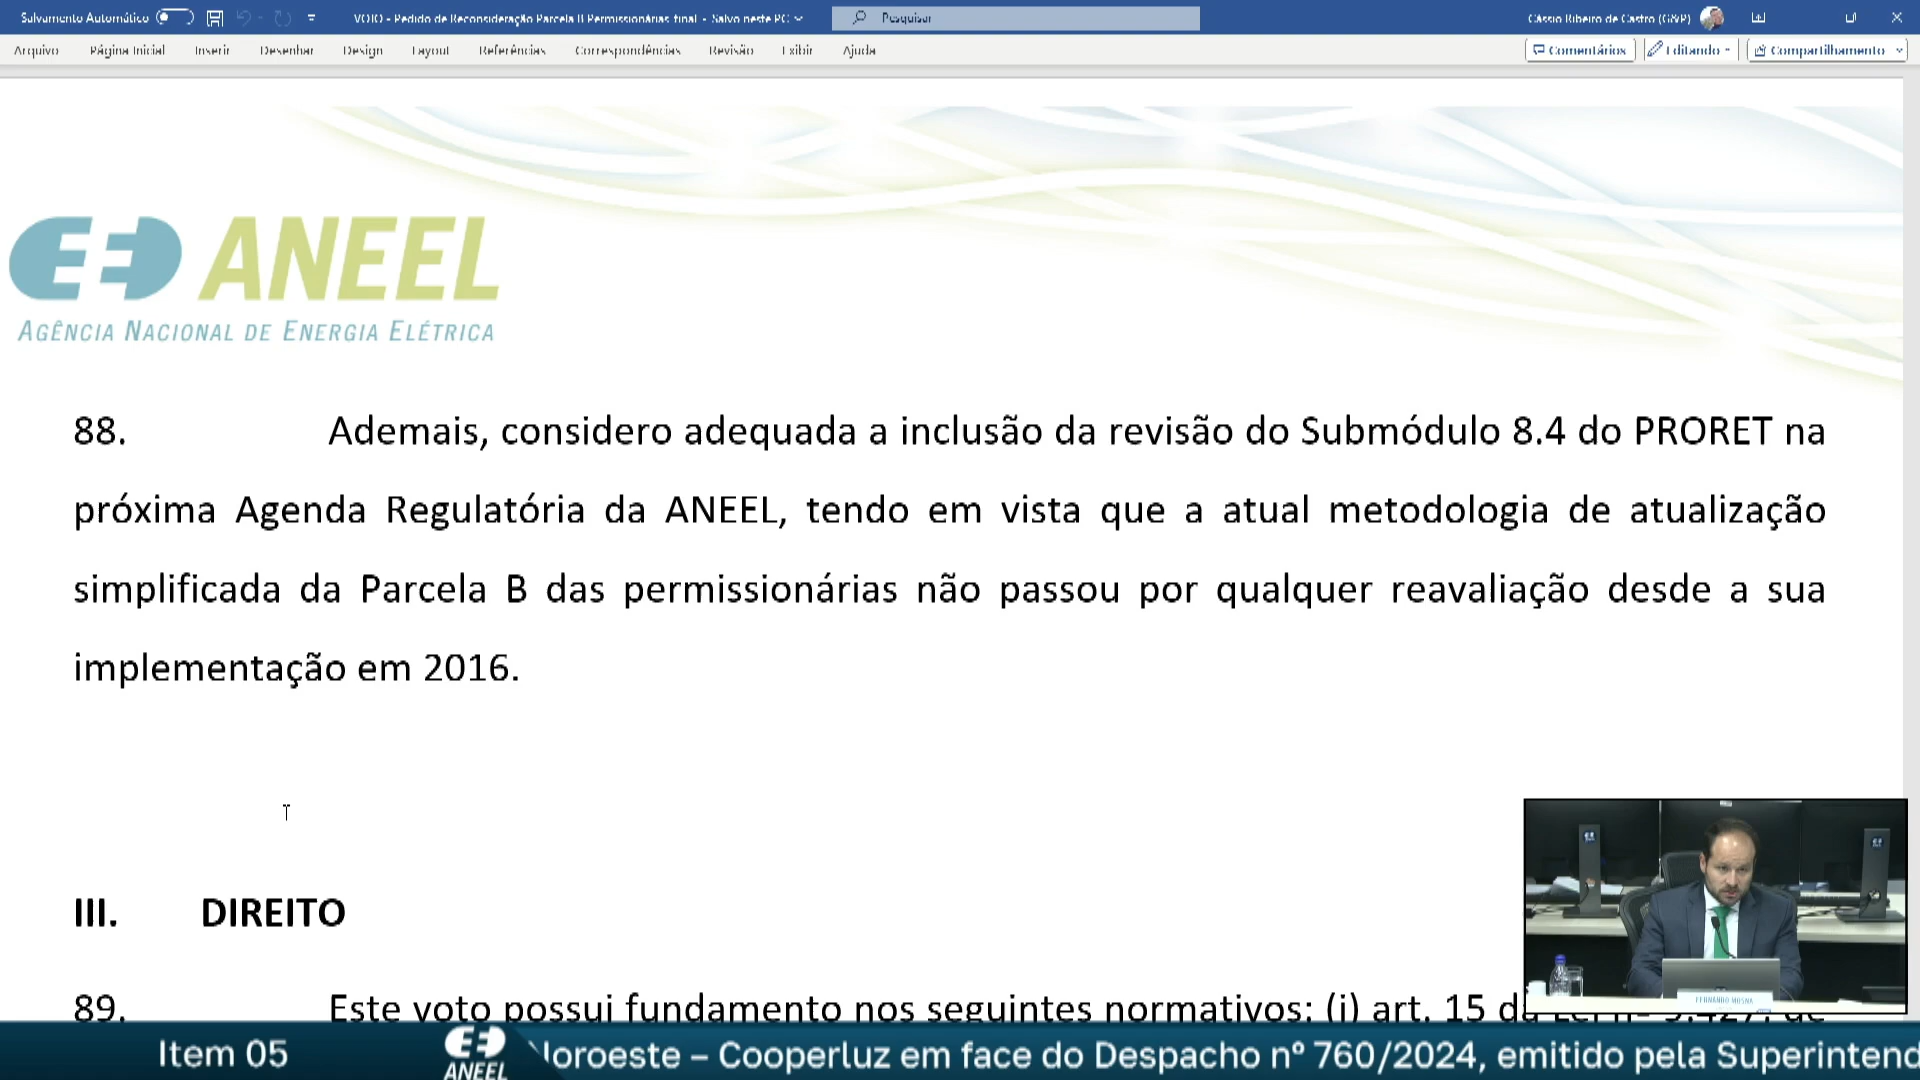 Salvamento Automático
VOTO - Pedido de Reconsideração Parcela B Permissionárias_final - Salvo neste PC
Pesquisar
Cássio Ribeiro de Castro (G&P)
Arquivo Página Inicial Inserir Desenhar Design Layout Referências Correspondências Revisão Exibir Ajuda
Comentários Editando Compartilhamento
ANEEL
AGÊNCIA NACIONAL DE ENERGIA ELÉTRICA
88. Ademais, considero adequada a inclusão da revisão do Submódulo 8.4 do PRORET na
próxima Agenda Regulatória da ANEEL, tendo em vista que a atual metodologia de atualização
simplificada da Parcela B das permissionárias não passou por qualquer reavaliação desde a sua
implementação em 2016.
III. DIREITO
89. Este voto possui fundamento nos seguintes normativos: (i) art. 15 da
FERNANDO MOSNA
Item 05
ANEEL
Noroeste – Cooperluz em face do Despacho nº 760/2024, emitido pela Superintend